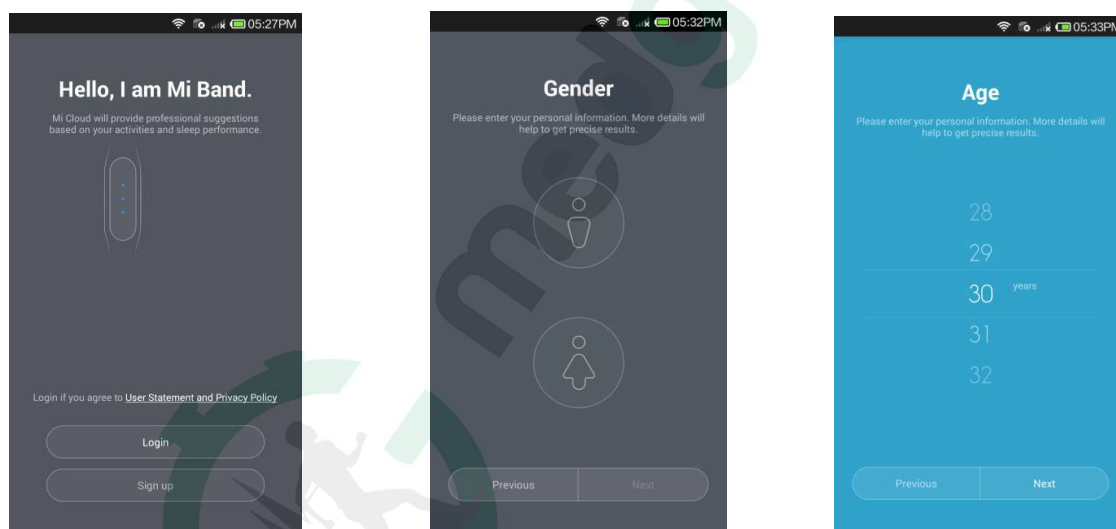 05:27PM
Hello, I am Mi Band.
Mi Cloud will provide professional suggestions
based on your activities and sleep performance.
Login if you agree to User Statement and Privacy Policy
Login
Sign up
05:32PM
Gender
Please enter your personal information. More details will
help to get precise results.
Previous Next
05:33PM
Age
Please enter your personal information. More details will
help to get precise results.
28
29
30 years
31
32
Previous Next